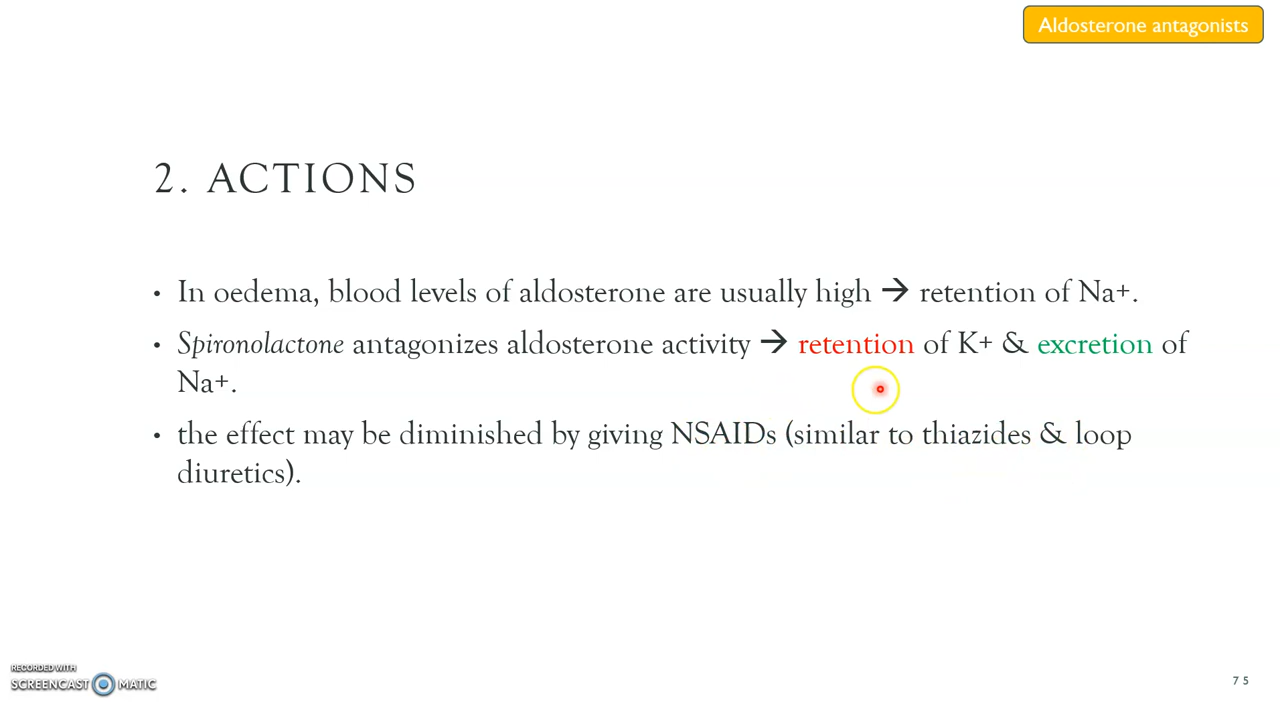 Aldosterone antagonists
2. ACTIONS
• In oedema, blood levels of aldosterone are usually high → retention of Na+.
• Spironolactone antagonizes aldosterone activity → retention of K+ & excretion of
Na+.
• the effect may be diminished by giving NSAIDs (similar to thiazides & loop
diuretics).
RECORDED WITH
SCREENCAST MATIC
75